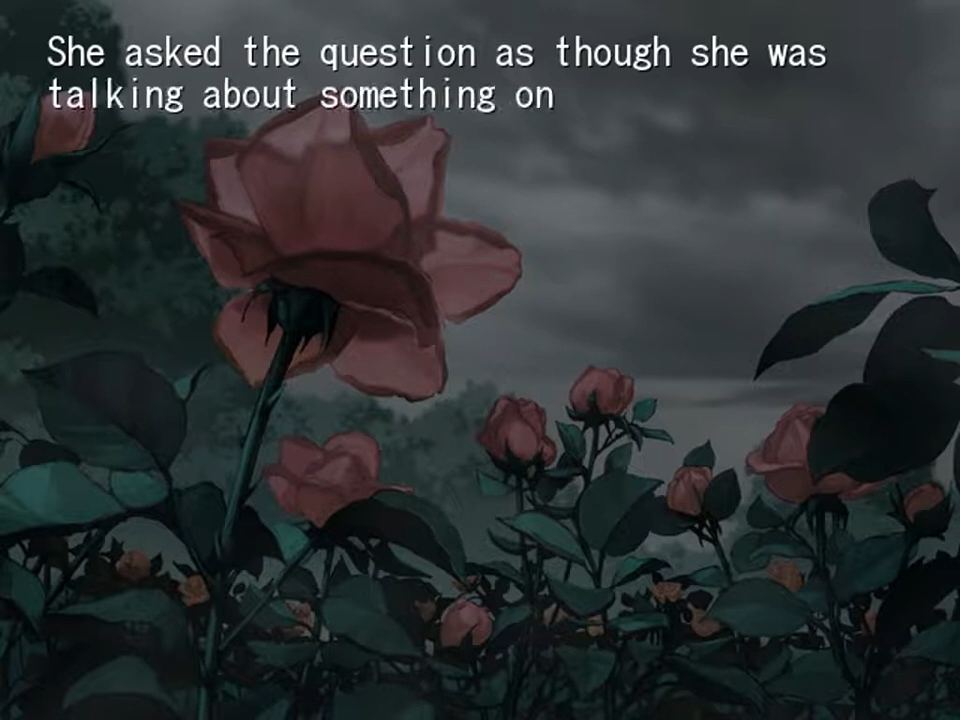 She asked the question as though she was
talking about something on